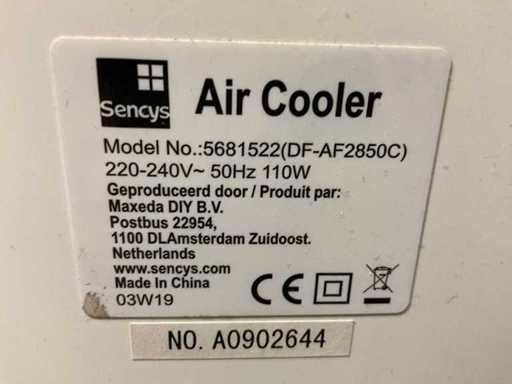 Sencys
Air Cooler
Model No.:5681522(DF-AF2850C)
220-240V~ 50Hz 110W
Geproduceerd door / Produit par:
Maxeda DIY B.V.
Postbus 22954,
1100 DLAmsterdam Zuidoost.
Netherlands
www.sencys.com
Made In China
03W19
CE
NO. A0902644